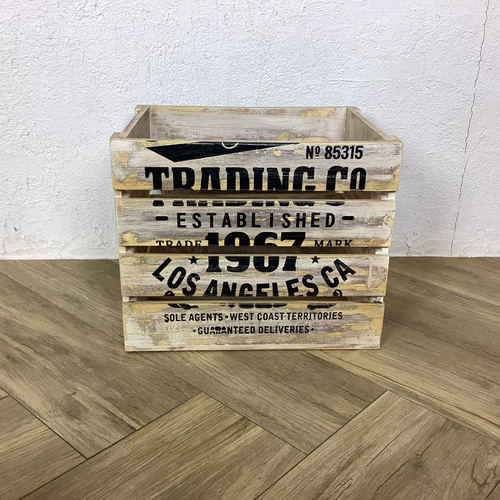 Nº 85315
TRADING CO
- ESTABLISHED -
TRADE 1967 MARK
LOS ANGELES CA
SOLE AGENTS • WEST COAST TERRITORIES
• GUARANTEED DELIVERIES •